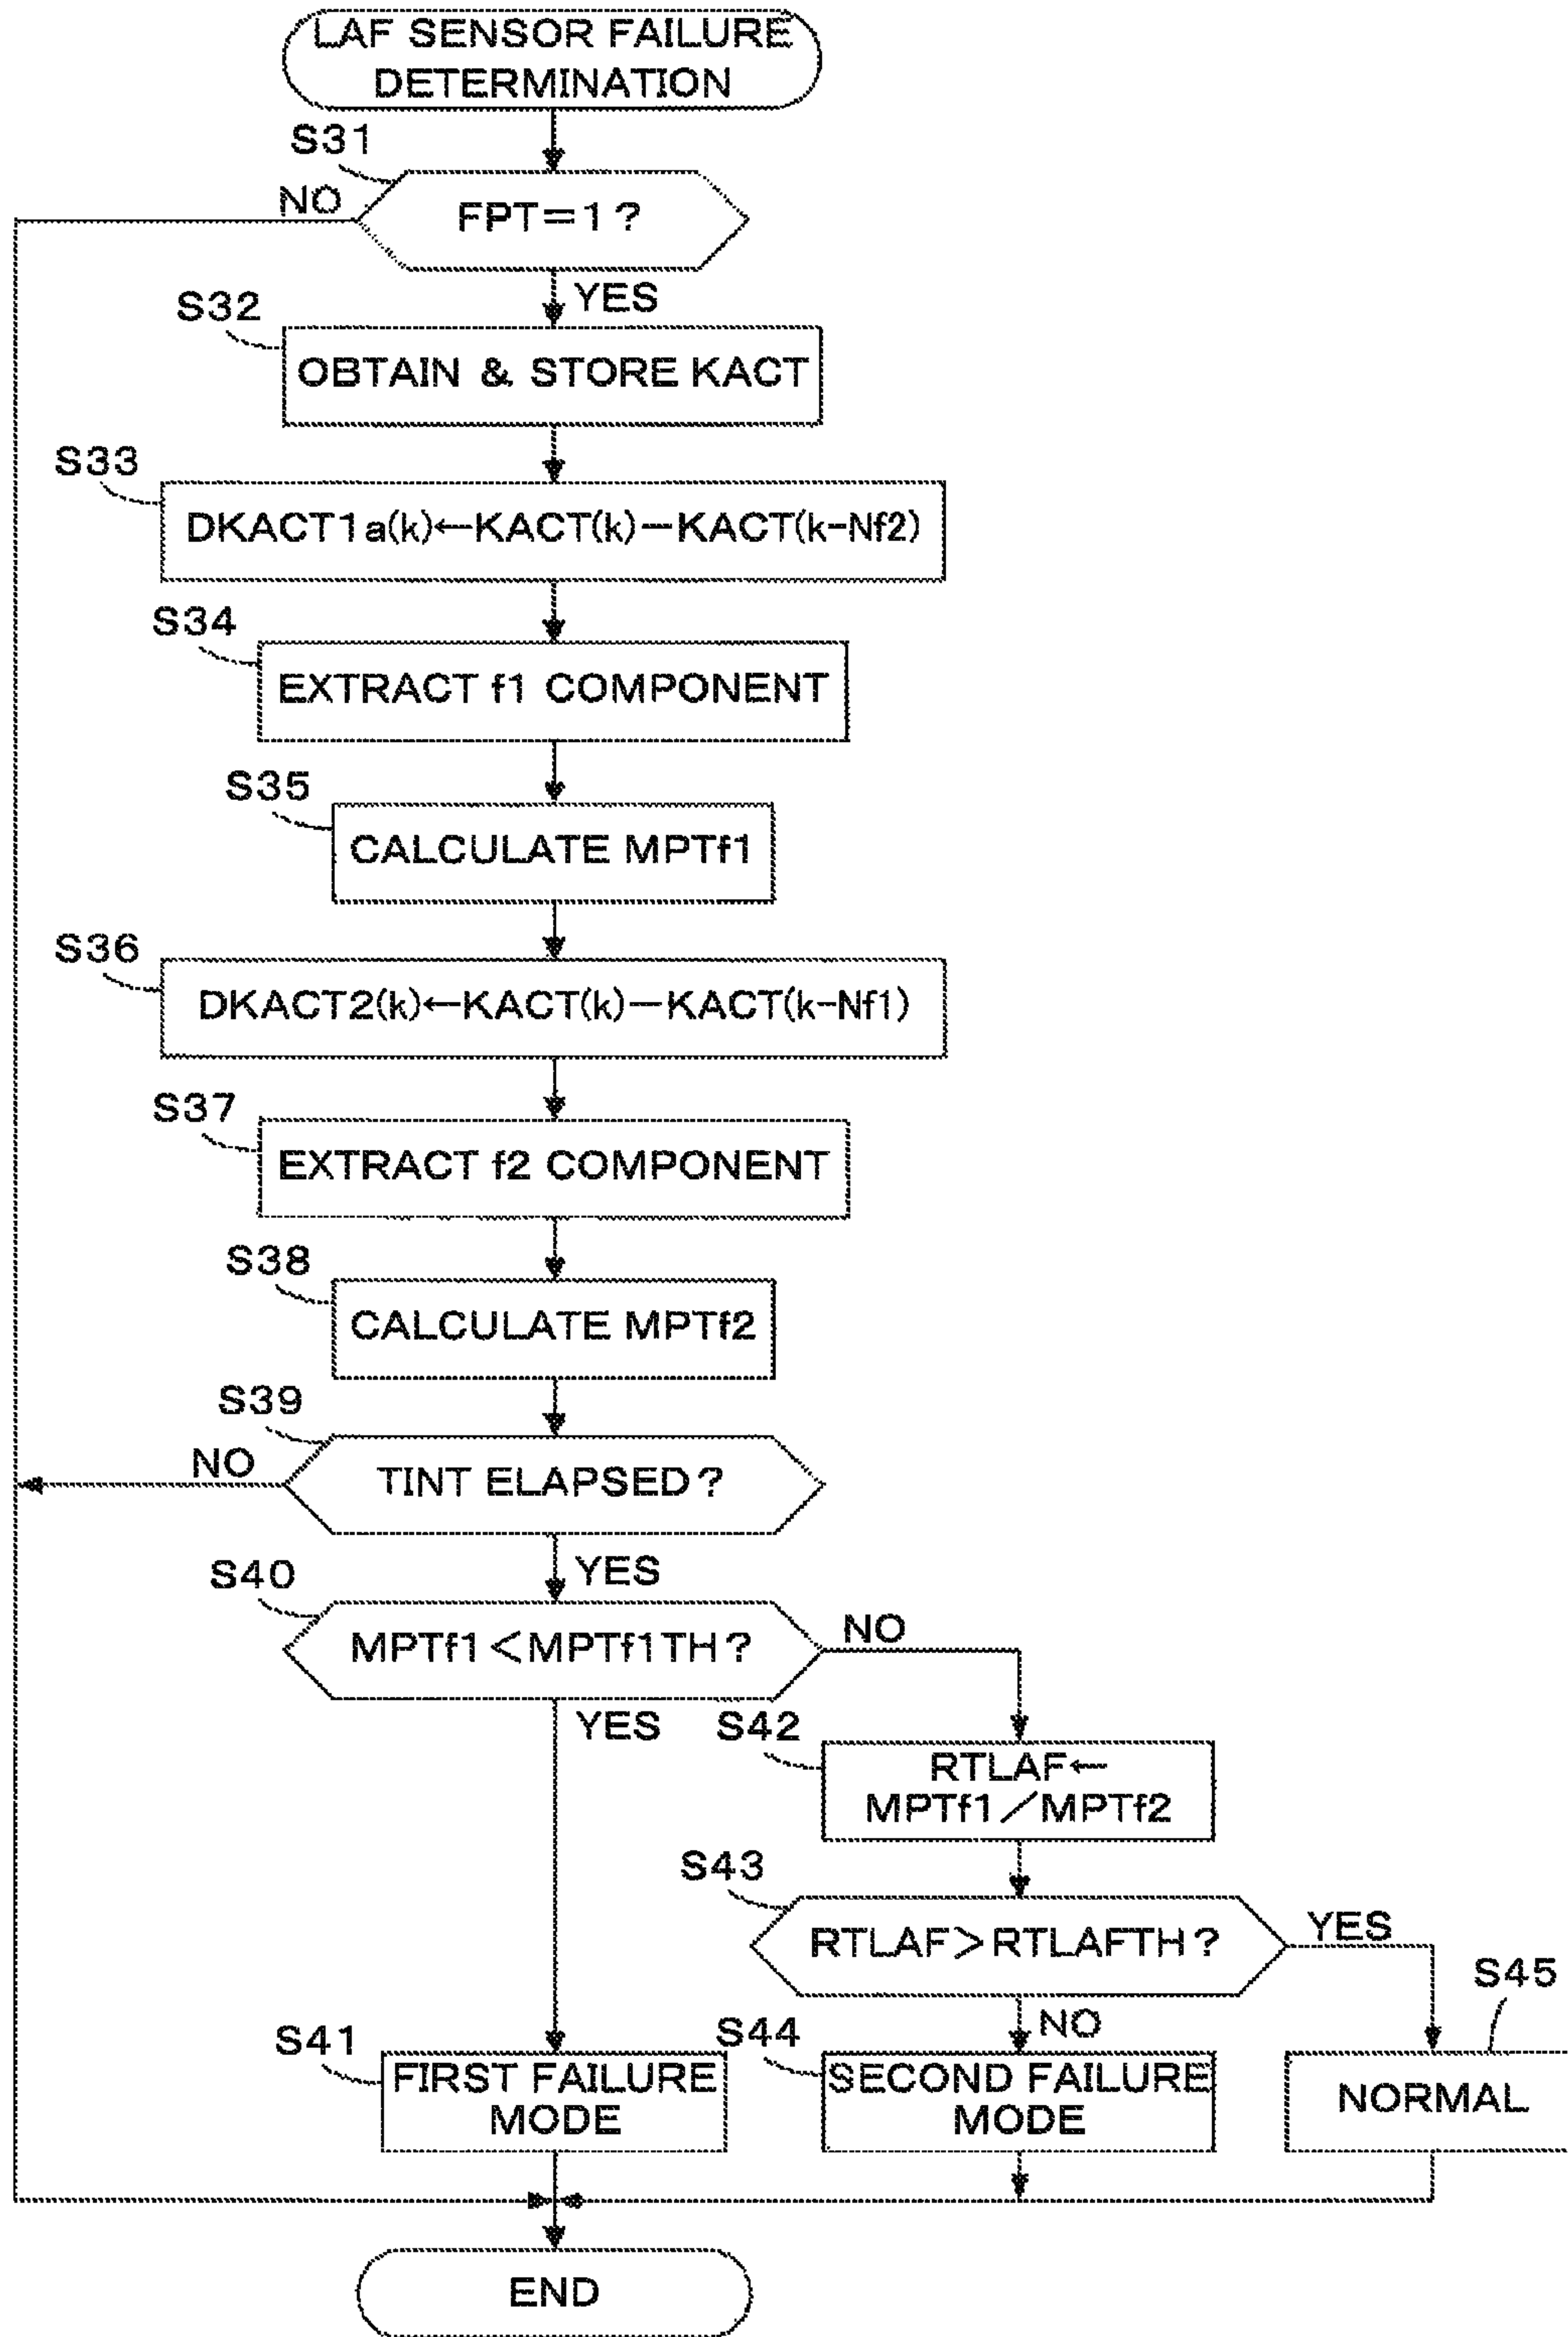 LAF SENSOR FAILURE
DETERMINATION
S31
NO
FPT=1?
YES
S32
OBTAIN & STORE KACT
S33
DKACT1a(k)←KACT(k)−KACT(k-Nf2)
S34
EXTRACT f1 COMPONENT
S35
CALCULATE MPTf1
S36
DKACT2(k)←KACT(k)−KACT(k-Nf1)
S37
EXTRACT f2 COMPONENT
S38
CALCULATE MPTf2
S39
NO
TINT ELAPSED?
YES
S40
MPTf1<MPTf1TH?
NO
YES
S42
RTLAF←
MPTf1/MPTf2
S43
RTLAF>RTLAFTH?
YES
S45
NO
S41
S44
FIRST FAILURE
MODE
SECOND FAILURE
MODE
NORMAL
END